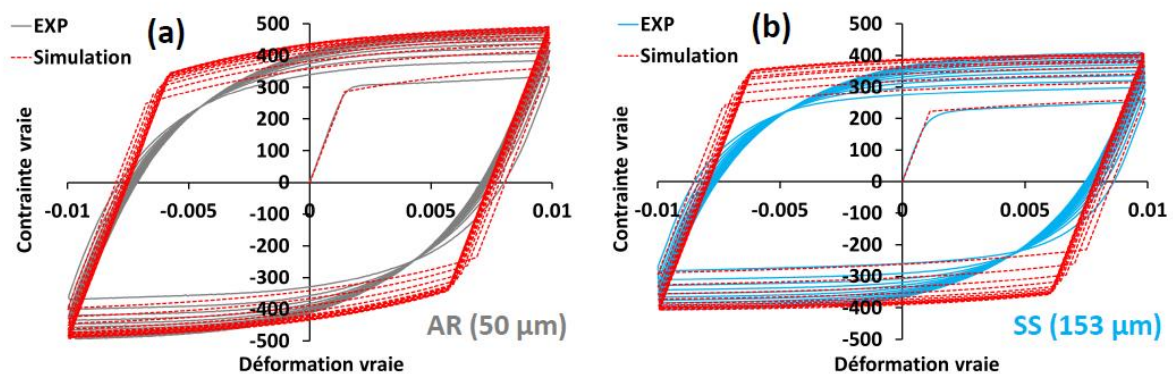 (a)
EXP
Simulation
500
400
300
200
100
0
-100
-200
-300
-400
-500
-0.01
-0.005
0
0.005
0.01
Contrainte vraie
Déformation vraie
AR (50 µm)
(b)
EXP
Simulation
500
400
300
200
100
0
-100
-200
-300
-400
-500
-0.01
-0.005
0
0.005
0.01
Contrainte vraie
Déformation vraie
SS (153 µm)